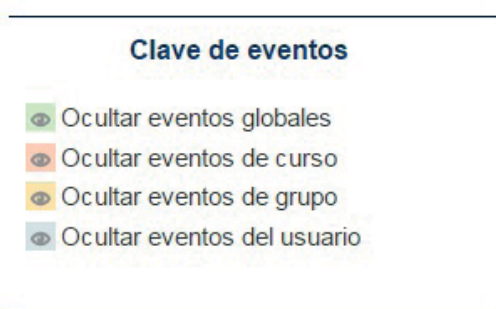 Clave de eventos
Ocultar eventos globales
Ocultar eventos de curso
Ocultar eventos de grupo
Ocultar eventos del usuario